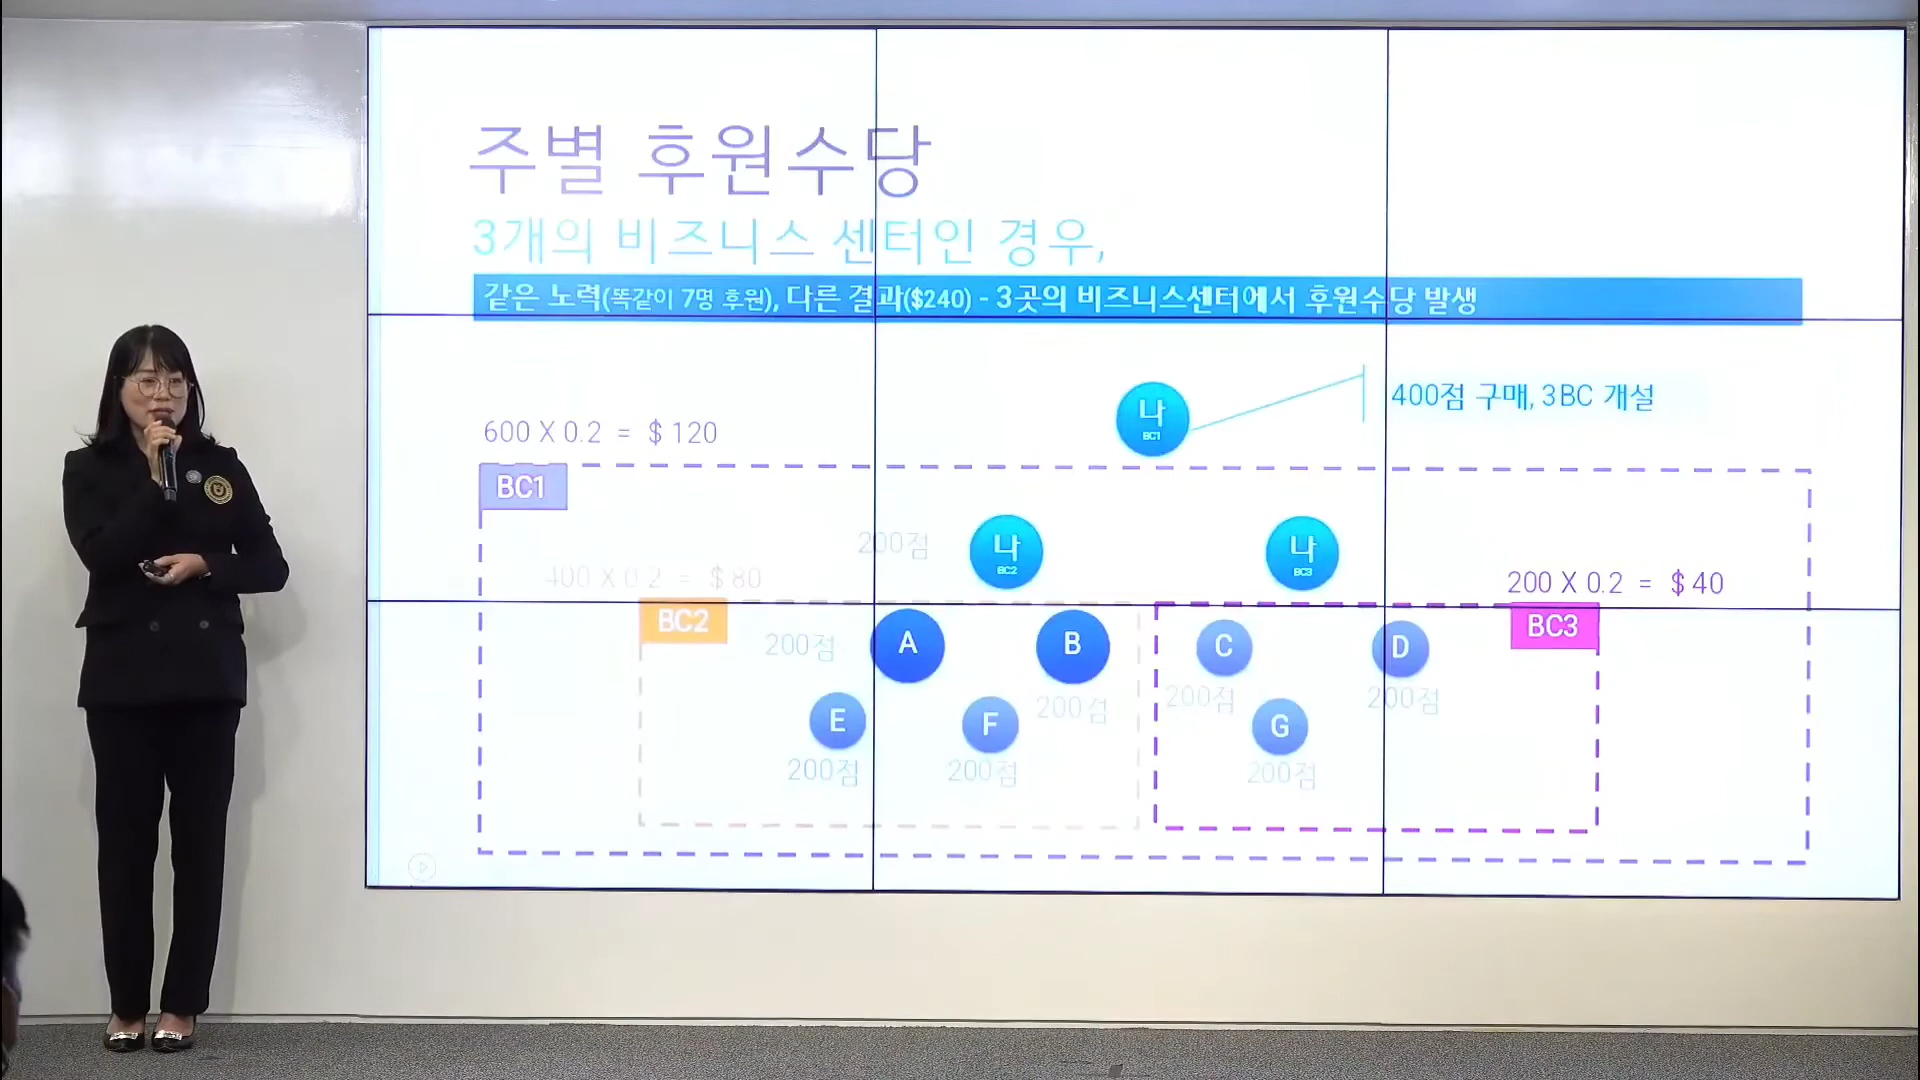 주별 후원수당
3개의 비즈니스 센터인 경우,
같은 노력(똑같이 7명 후원), 다른 결과($240) - 3곳의 비즈니스센터에서 후원수당 발생
나
BC1
400점 구매, 3BC 개설
600 X 0.2 = $ 120
BC1
200점
나
BC2
나
BC3
400 X 0.2 = $ 80
200 X 0.2 = $ 40
BC2
200점
A
B
200점
C
200점
D
200점
BC3
E
200점
F
200점
G
200점